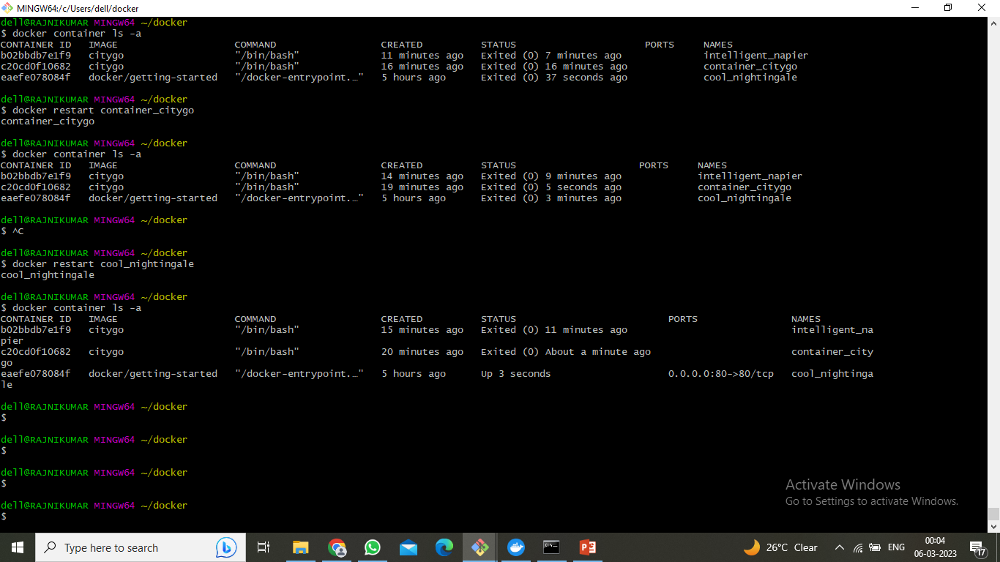 MINGW64:/c/Users/dell/docker
dell@RAJNIKUMAR MINGW64 ~/docker
$ docker container ls -a
CONTAINER ID   IMAGE                    COMMAND                  CREATED          STATUS                      PORTS     NAMES
b02bbdb7e1f9   citygo                   "/bin/bash"              11 minutes ago   Exited (0) 7 minutes ago              intelligent_napier
c20cd0f10682   citygo                   "/bin/bash"              16 minutes ago   Exited (0) 16 minutes ago             container_citygo
eaefe078084f   docker/getting-started   "/docker-entrypoint.…"   5 hours ago      Exited (0) 37 seconds ago             cool_nightingale
dell@RAJNIKUMAR MINGW64 ~/docker
$ docker restart container_citygo
container_citygo
dell@RAJNIKUMAR MINGW64 ~/docker
$ docker container ls -a
CONTAINER ID   IMAGE                    COMMAND                  CREATED          STATUS                     PORTS     NAMES
b02bbdb7e1f9   citygo                   "/bin/bash"              14 minutes ago   Exited (0) 9 minutes ago             intelligent_napier
c20cd0f10682   citygo                   "/bin/bash"              19 minutes ago   Exited (0) 5 seconds ago             container_citygo
eaefe078084f   docker/getting-started   "/docker-entrypoint.…"   5 hours ago      Exited (0) 3 minutes ago             cool_nightingale
dell@RAJNIKUMAR MINGW64 ~/docker
$ ^C
dell@RAJNIKUMAR MINGW64 ~/docker
$ docker restart cool_nightingale
cool_nightingale
dell@RAJNIKUMAR MINGW64 ~/docker
$ docker container ls -a
CONTAINER ID   IMAGE                    COMMAND                  CREATED          STATUS                          PORTS                NAMES
b02bbdb7e1f9   citygo                   "/bin/bash"              15 minutes ago   Exited (0) 11 minutes ago                            intelligent_na
pier
c20cd0f10682   citygo                   "/bin/bash"              20 minutes ago   Exited (0) About a minute ago                        container_city
go
eaefe078084f   docker/getting-started   "/docker-entrypoint.…"   5 hours ago      Up 3 seconds                    0.0.0.0:80->80/tcp   cool_nightinga
le
dell@RAJNIKUMAR MINGW64 ~/docker
$
dell@RAJNIKUMAR MINGW64 ~/docker
$
dell@RAJNIKUMAR MINGW64 ~/docker
$
dell@RAJNIKUMAR MINGW64 ~/docker
$
Activate Windows
Go to Settings to activate Windows.
Type here to search
26°C Clear
ENG
00:04
06-03-2023
17